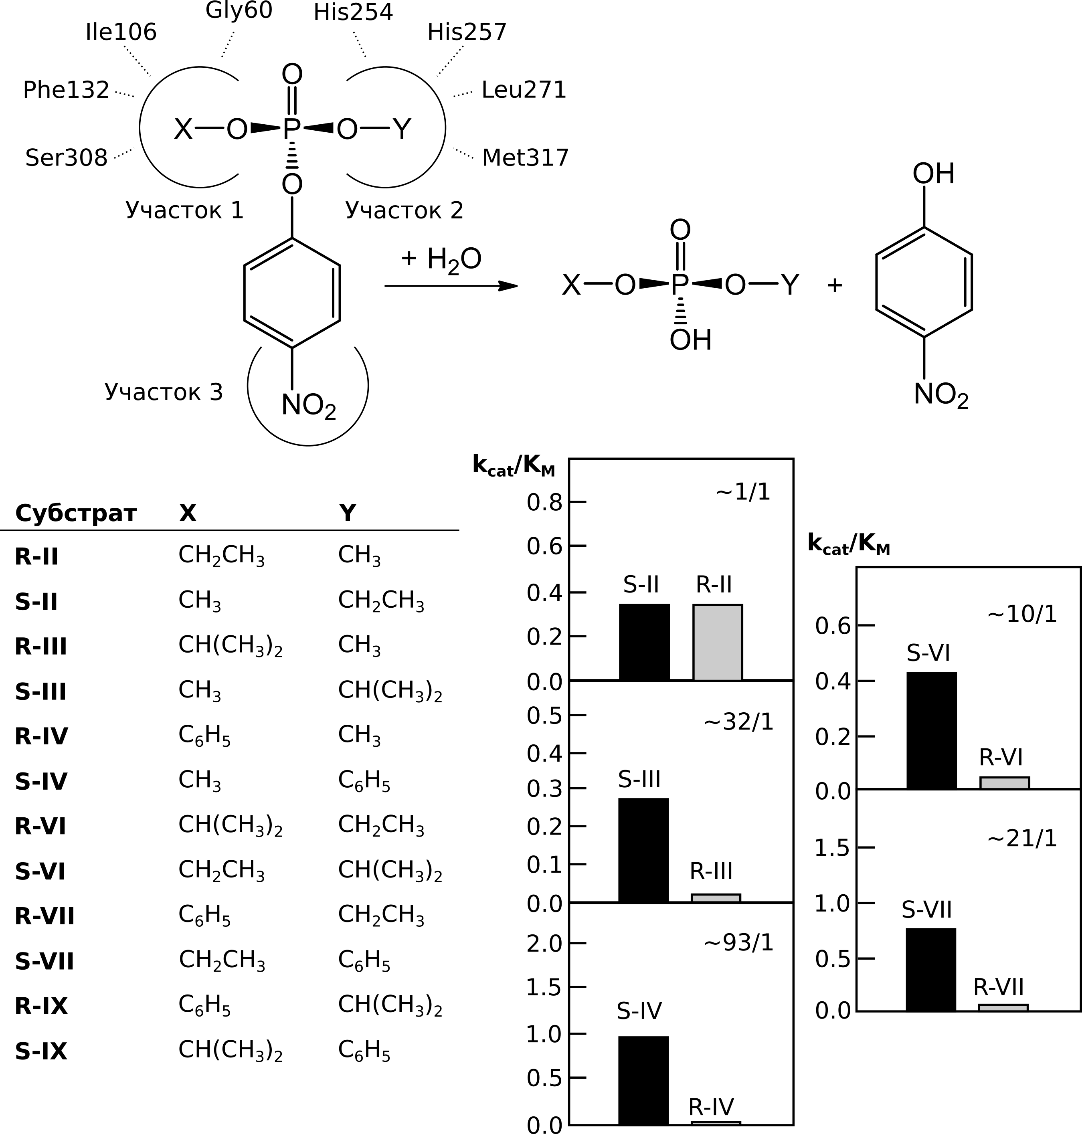 Gly60
His254
Ile106
His257
Phe132
Leu271
Ser308
Met317
O
X O P O Y
O
Участок 1
Участок 2
+ H₂O
Участок 3
NO₂
O
X O P O Y
OH
+
OH
NO₂
Субстрат X Y
R-II CH₂CH₃ CH₃
S-II CH₃ CH₂CH₃
R-III CH(CH₃)₂ CH₃
S-III CH₃ CH(CH₃)₂
R-IV C₆H₅ CH₃
S-IV CH₃ C₆H₅
R-VI CH(CH₃)₂ CH₂CH₃
S-VI CH₂CH₃ CH(CH₃)₂
R-VII C₆H₅ CH₂CH₃
S-VII CH₂CH₃ C₆H₅
R-IX C₆H₅ CH(CH₃)₂
S-IX CH(CH₃)₂ C₆H₅
kcat/KM
~1/1
0.8
0.6
0.4
0.2
0.0
S-II R-II
~32/1
0.5
0.4
0.3
0.2
0.1
0.0
S-III
R-III
~93/1
2.0
1.5
1.0
0.5
0.0
S-IV
R-IV
kcat/KM
~10/1
0.6
0.4
0.2
0.0
S-VI
R-VI
~21/1
1.5
1.0
0.5
0.0
S-VII
R-VII